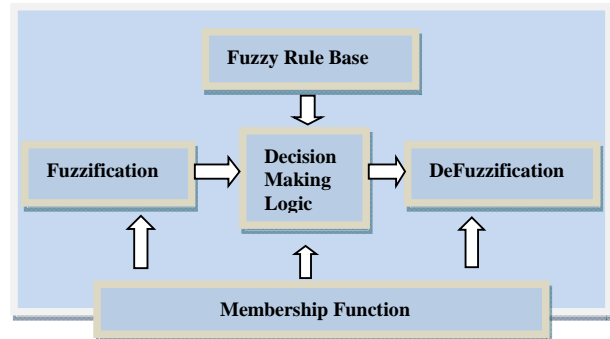 Fuzzy Rule Base
Fuzzification
Decision
Making
Logic
DeFuzzification
Membership Function